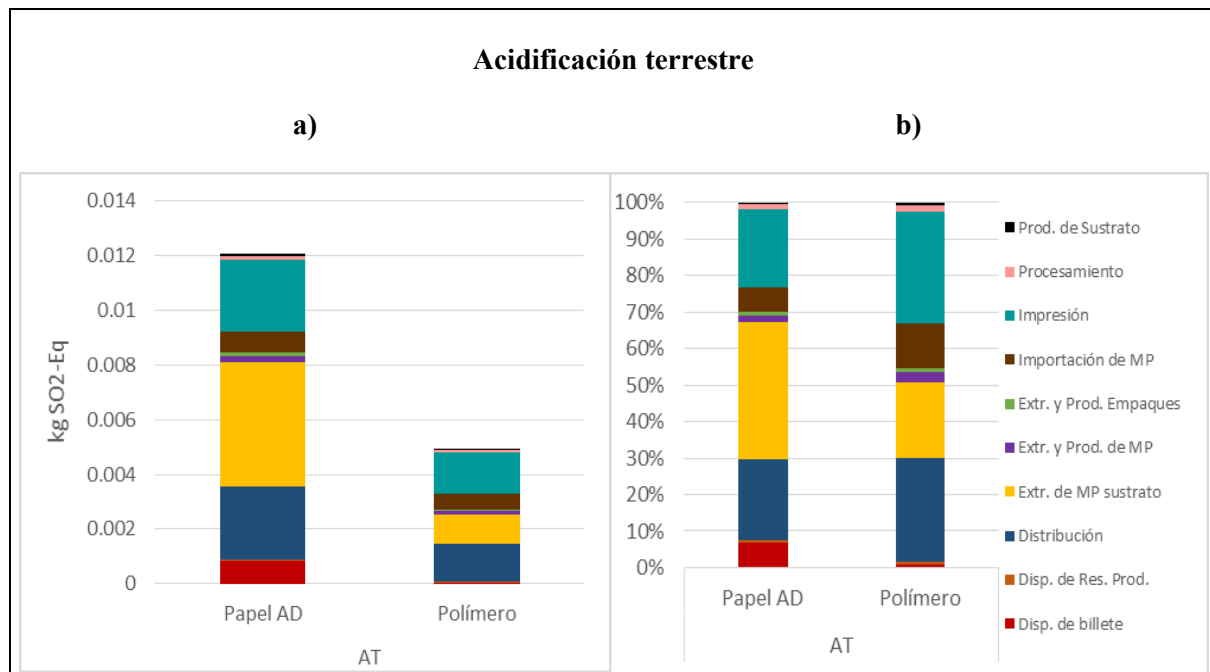 Acidificación terrestre
a)
b)
kg SO2-Eq
0.014
0.012
0.01
0.008
0.006
0.004
0.002
0
Papel AD
Polímero
AT
100%
90%
80%
70%
60%
50%
40%
30%
20%
10%
0%
Papel AD
Polímero
AT
Prod. de Sustrato
Procesamiento
Impresión
Importación de MP
Extr. y Prod. Empaques
Extr. y Prod. de MP
Extr. de MP sustrato
Distribución
Disp. de Res. Prod.
Disp. de billete